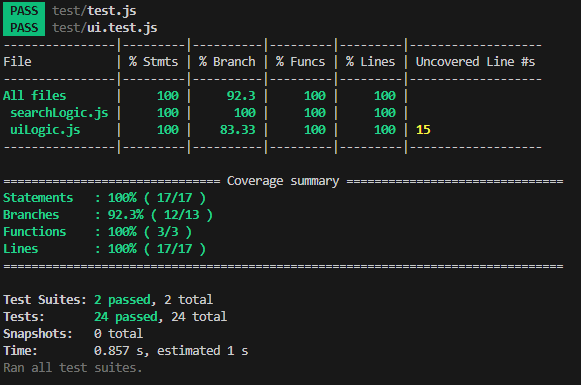 PASS test/test.js
PASS test/ui.test.js
----------------|---------|----------|---------|---------|-------------------
File            | % Stmts | % Branch | % Funcs | % Lines | Uncovered Line #s
----------------|---------|----------|---------|---------|-------------------
All files       |     100 |     92.3 |     100 |     100 |
 searchLogic.js |     100 |      100 |     100 |     100 |
 uiLogic.js     |     100 |    83.33 |     100 |     100 | 15
----------------|---------|----------|---------|---------|-------------------
=============================== Coverage summary ===============================
Statements   : 100% ( 17/17 )
Branches     : 92.3% ( 12/13 )
Functions    : 100% ( 3/3 )
Lines        : 100% ( 17/17 )
================================================================================
Test Suites: 2 passed, 2 total
Tests:       24 passed, 24 total
Snapshots:   0 total
Time:        0.857 s, estimated 1 s
Ran all test suites.